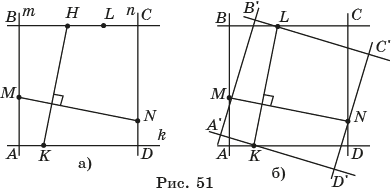 B m H L n C
M
N
A K D k
а)
B B' L C
C'
M
N
A'
A K D
D'
б)
Рис. 51